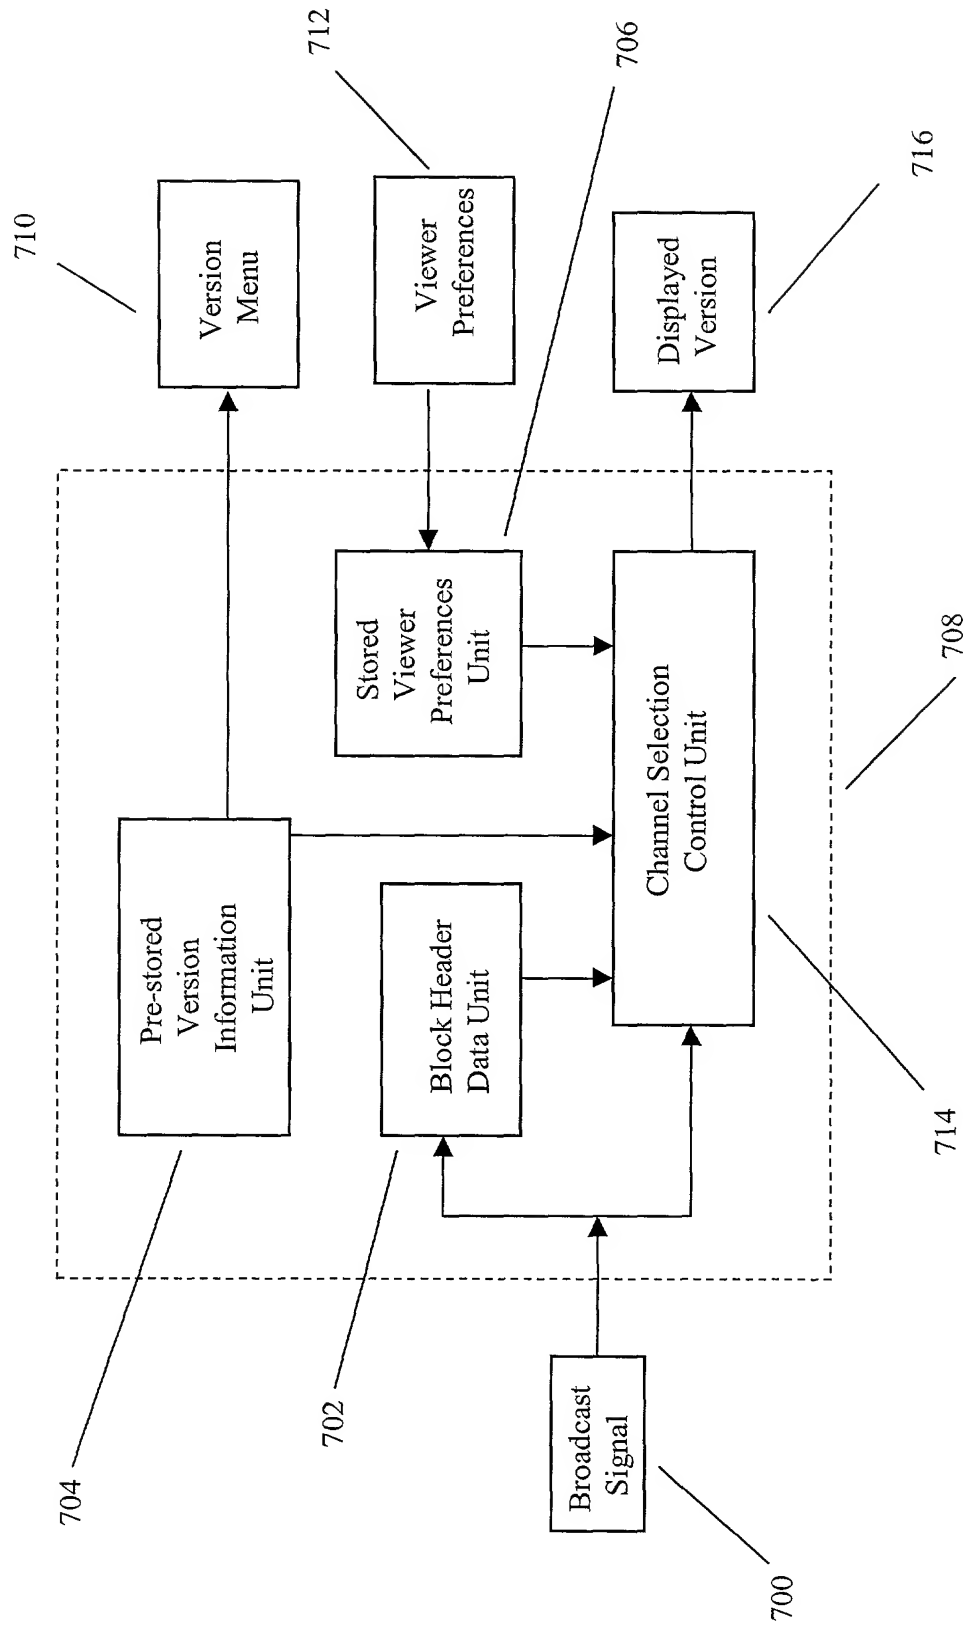 704
Pre-stored
Version
Information
Unit
710
Version
Menu
712
Viewer
Preferences
702
Block Header
Data Unit
Stored
Viewer
Preferences
Unit
706
700
Broadcast
Signal
Channel Selection
Control Unit
Displayed
Version
716
714
708